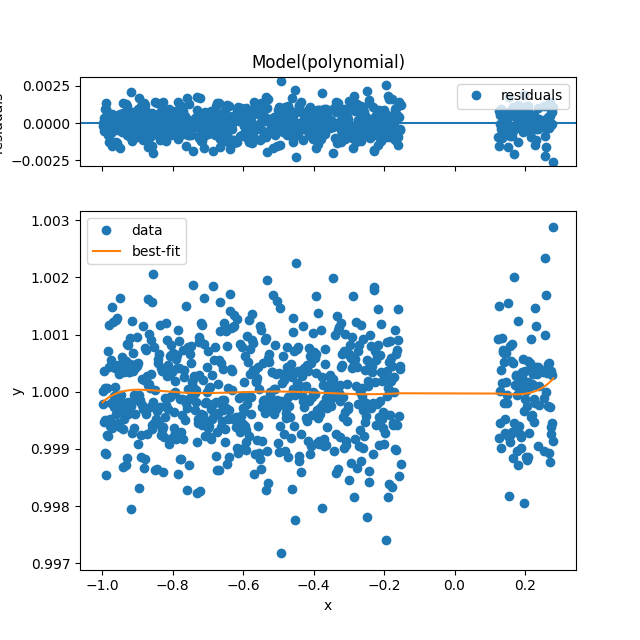 Model(polynomial)
0.0025
0.0000
−0.0025
residuals
residuals
1.003
1.002
1.001
1.000
0.999
0.998
0.997
y
data
best-fit
−1.0 −0.8 −0.6 −0.4 −0.2 0.0 0.2
x